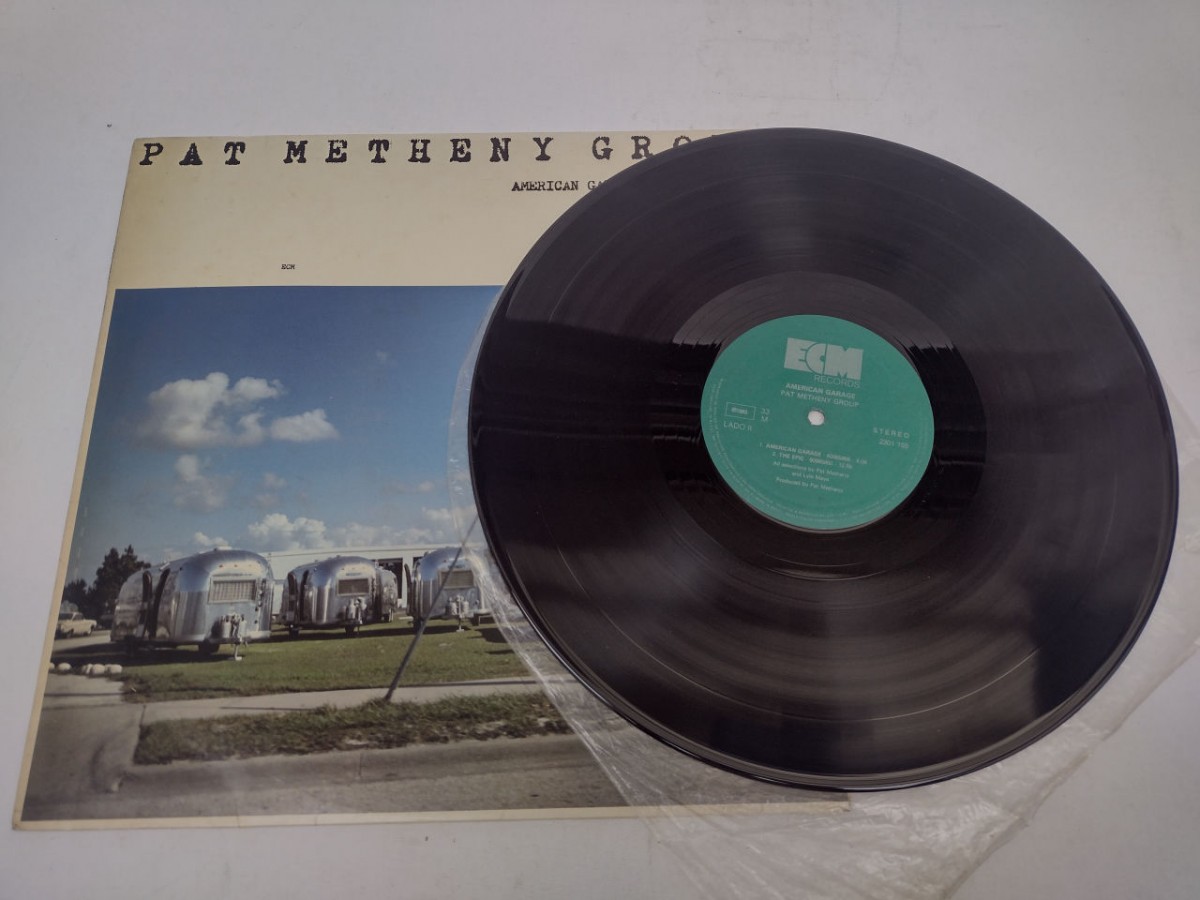 PAT METHENY GRO
AMERICAN GA
ECM
ECM
RECORDS
AMERICAN GARAGE
PAT METHENY GROUP
33
M
LADO II
STEREO
1 - AMERICAN GARAGE
2 - THE EPIC
All selections by Pat Metheny
and Lyle Mays
Produced by Pat Metheny